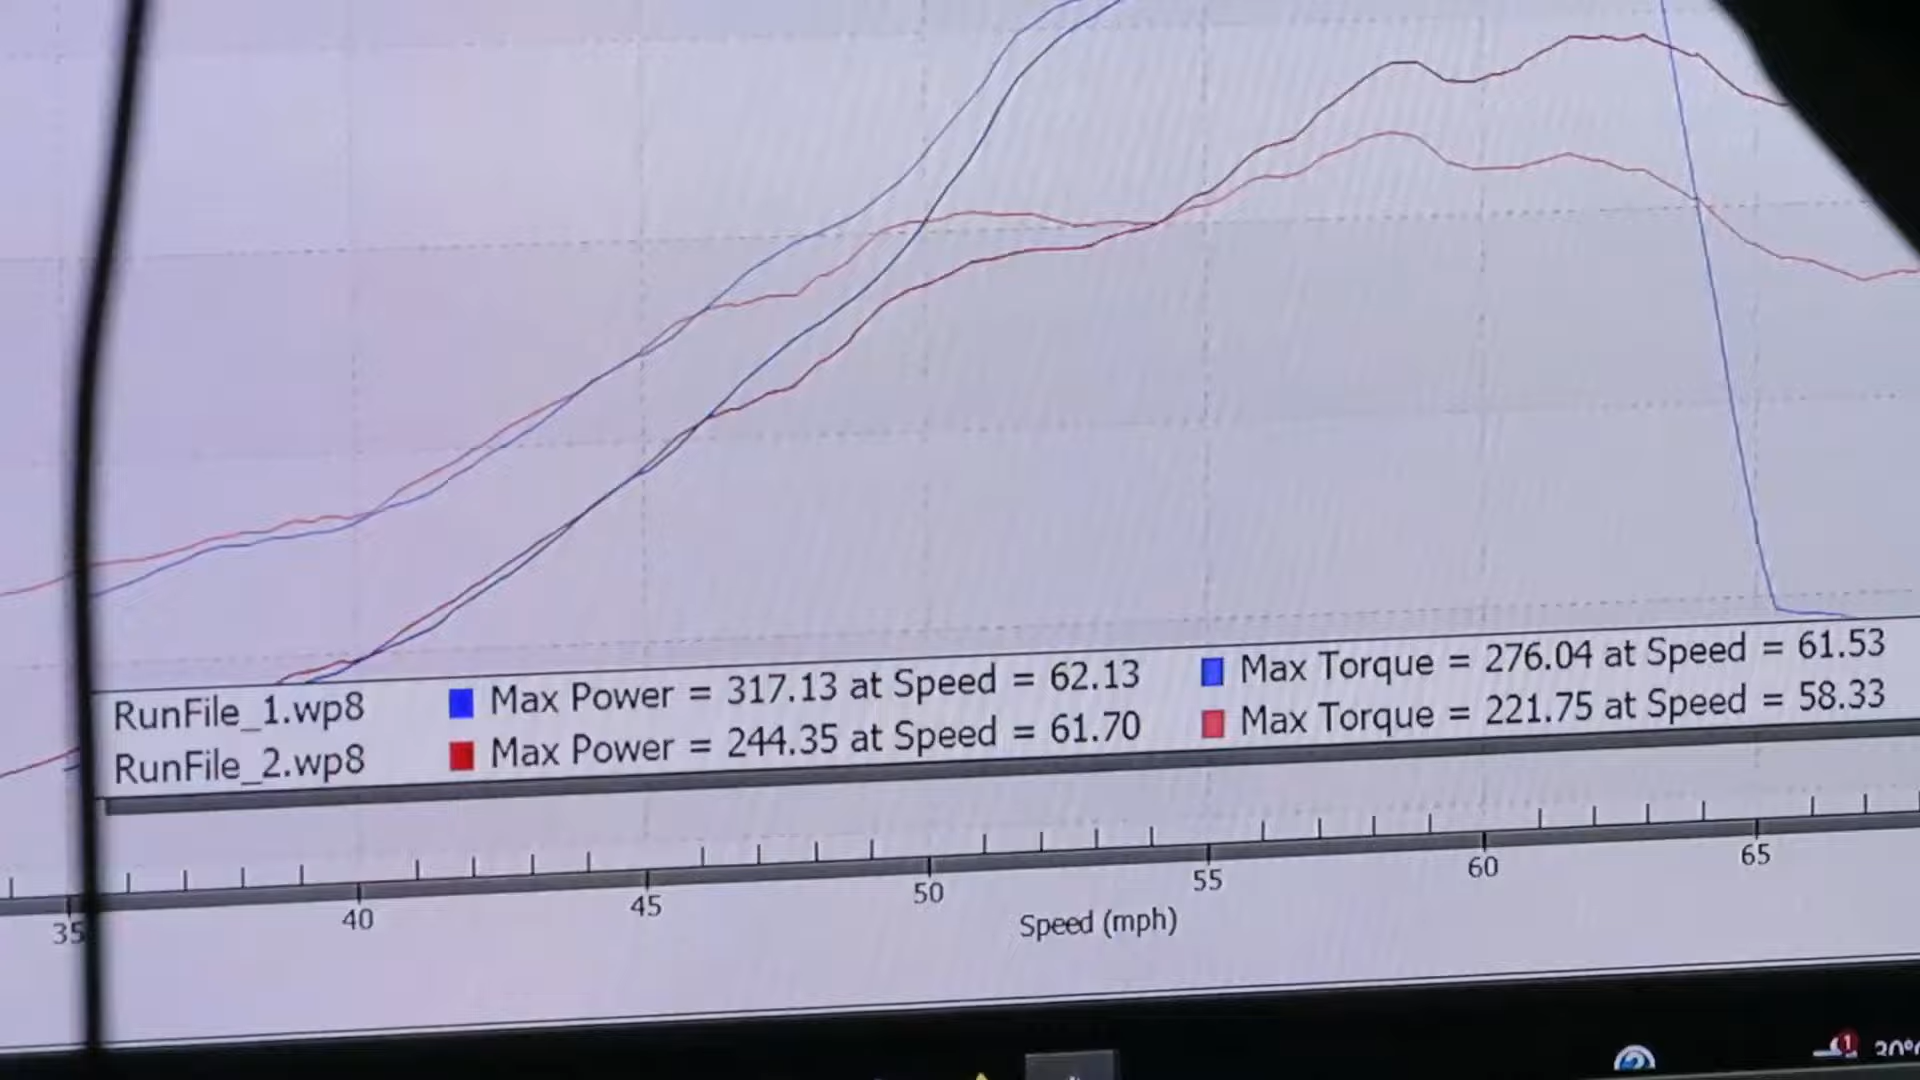 RunFile_1.wp8 Max Power = 317.13 at Speed = 62.13 Max Torque = 276.04 at Speed = 61.53
RunFile_2.wp8 Max Power = 244.35 at Speed = 61.70 Max Torque = 221.75 at Speed = 58.33
35 40 45 50 55 60 65
Speed (mph)
1